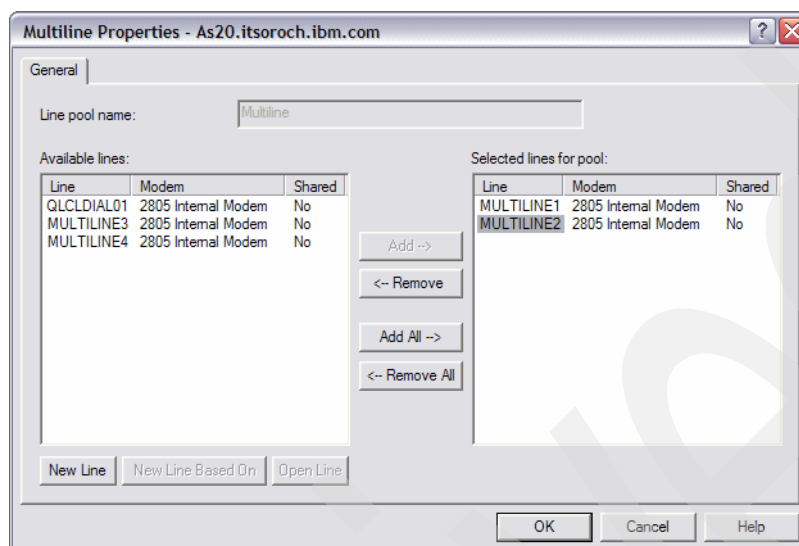 Multiline Properties - As20.itsoroch.ibm.com
General
Line pool name:
Multiline
Available lines:
Line Modem Shared
QLCLDIAL01 2805 Internal Modem No
MULTILINE3 2805 Internal Modem No
MULTILINE4 2805 Internal Modem No
Add -->
<-- Remove
Add All -->
<-- Remove All
Selected lines for pool:
Line Modem Shared
MULTILINE1 2805 Internal Modem No
MULTILINE2 2805 Internal Modem No
New Line
New Line Based On
Open Line
OK
Cancel
Help